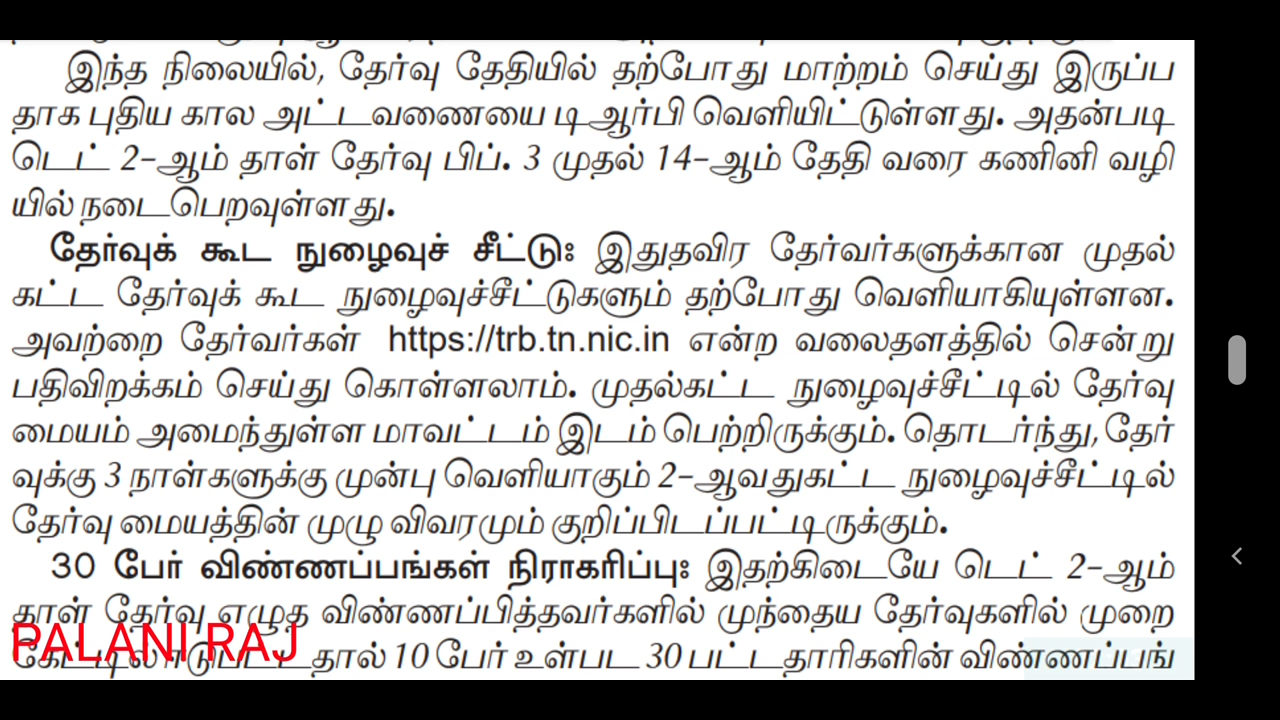 இந்த நிலையில், தேர்வு தேதியில் தற்போது மாற்றம் செய்து இருப்ப
தாக புதிய கால அட்டவணையை டிஆர்பி வெளியிட்டுள்ளது. அதன்படி
டெட் 2-ஆம் தாள் தேர்வு பிப். 3 முதல் 14-ஆம் தேதி வரை கணினி வழி
யில் நடைபெறவுள்ளது.
தேர்வுக் கூட நுழைவுச் சீட்டு: இதுதவிர தேர்வர்களுக்கான முதல்
கட்ட தேர்வுக் கூட நுழைவுச்சீட்டுகளும் தற்போது வெளியாகியுள்ளன.
அவற்றை தேர்வர்கள் https://trb.tn.nic.in என்ற வலைதளத்தில் சென்று
பதிவிறக்கம் செய்து கொள்ளலாம். முதல்கட்ட நுழைவுச்சீட்டில் தேர்வு
மையம் அமைந்துள்ள மாவட்டம் இடம் பெற்றிருக்கும். தொடர்ந்து,தேர்
வுக்கு 3 நாள்களுக்கு முன்பு வெளியாகும் 2-ஆவதுகட்ட நுழைவுச்சீட்டில்
தேர்வு மையத்தின் முழு விவரமும் குறிப்பிடப்பட்டிருக்கும்.
30 பேர் விண்ணப்பங்கள் நிராகரிப்பு: இதற்கிடையே டெட் 2-ஆம்
தாள் தேர்வு எழுத விண்ணப்பித்தவர்களில் முந்தைய தேர்வுகளில் முறை
PALANI RAJ
10 பேர் உள்பட 30 பட்டதாரிகளின் விண்ணப்பங்